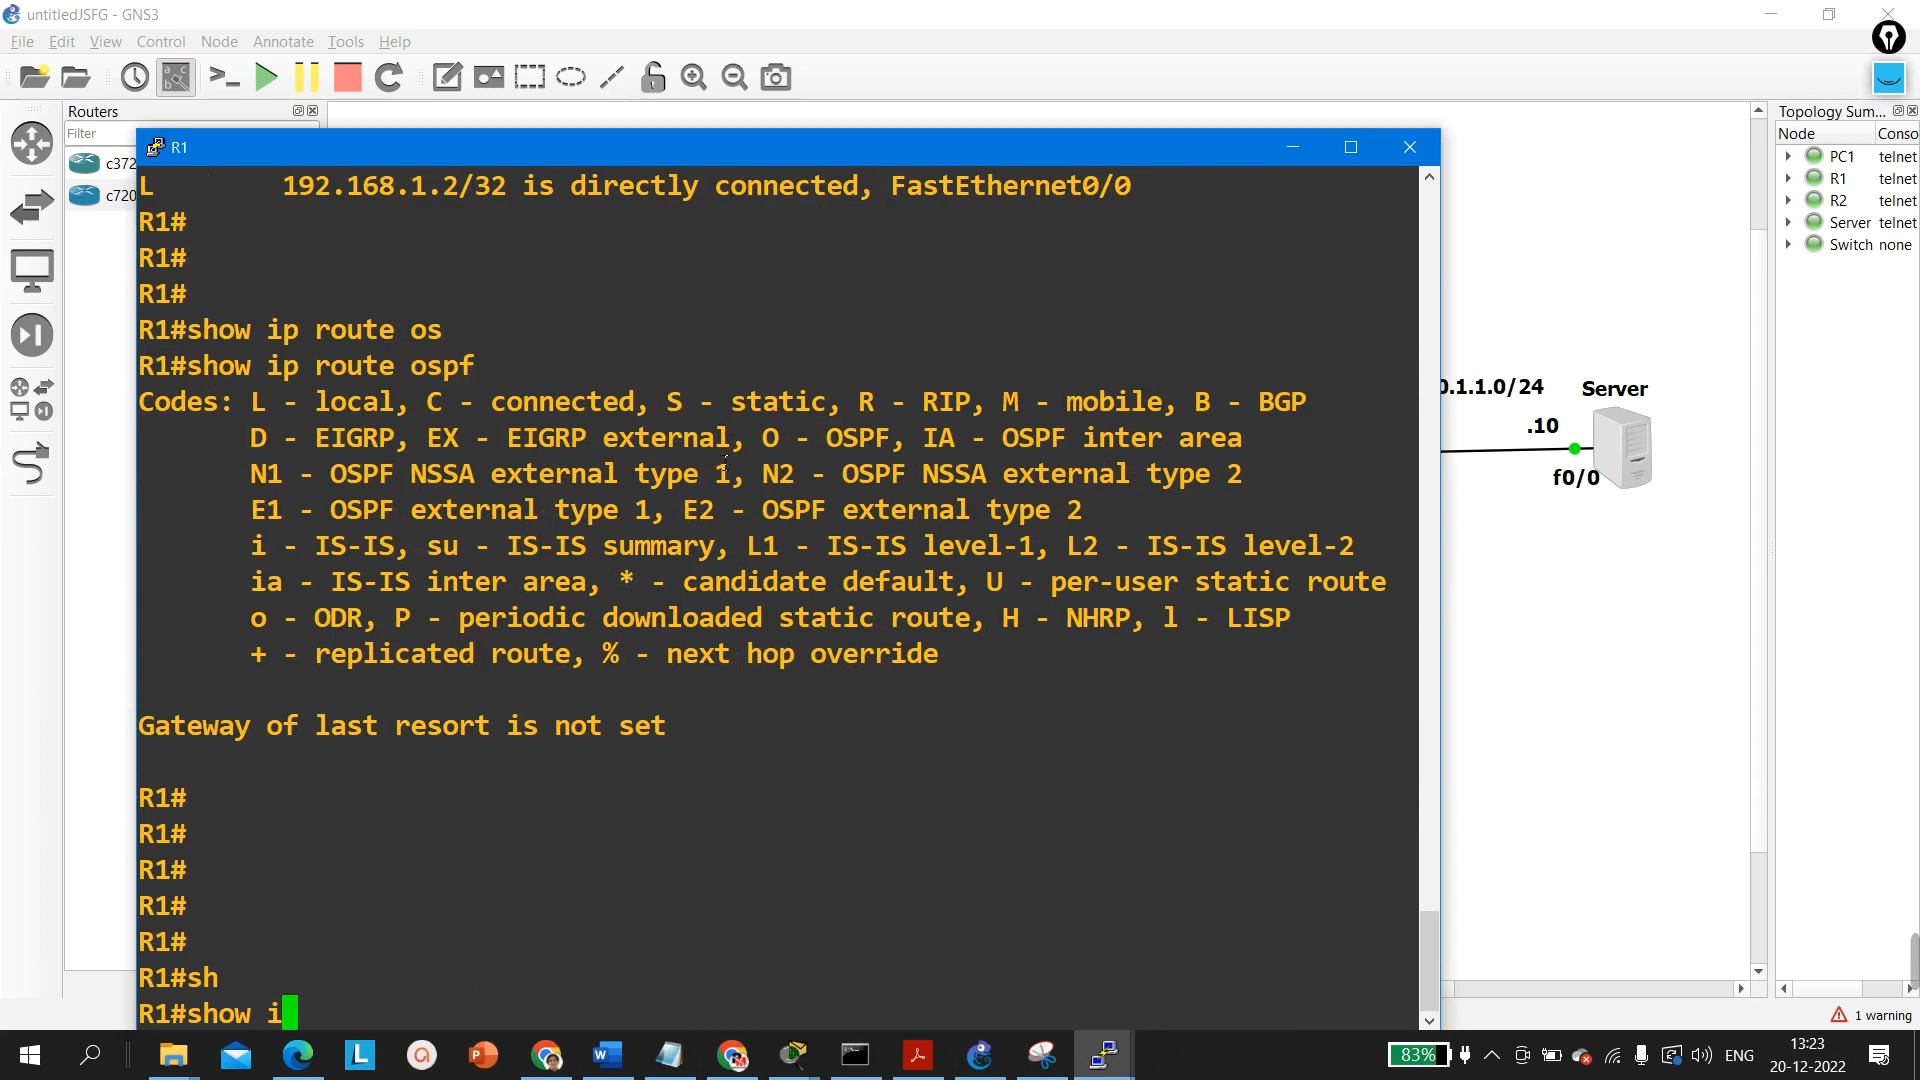 untitledJSFG - GNS3
File Edit View Control Node Annotate Tools Help
Routers
Filter
c372
c720
R1
L 192.168.1.2/32 is directly connected, FastEthernet0/0
R1#
R1#
R1#
R1#show ip route os
R1#show ip route ospf
Codes: L - local, C - connected, S - static, R - RIP, M - mobile, B - BGP
D - EIGRP, EX - EIGRP external, O - OSPF, IA - OSPF inter area
N1 - OSPF NSSA external type 1, N2 - OSPF NSSA external type 2
E1 - OSPF external type 1, E2 - OSPF external type 2
i - IS-IS, su - IS-IS summary, L1 - IS-IS level-1, L2 - IS-IS level-2
ia - IS-IS inter area, * - candidate default, U - per-user static route
o - ODR, P - periodic downloaded static route, H - NHRP, l - LISP
+ - replicated route, % - next hop override
Gateway of last resort is not set
R1#
R1#
R1#
R1#
R1#
R1#sh
R1#show i
0.1.1.0/24 Server
.10
f0/0
Topology Sum...
Node Conso
PC1 telnet
R1 telnet
R2 telnet
Server telnet
Switch none
1 warning
83%
ENG
13:23
20-12-2022